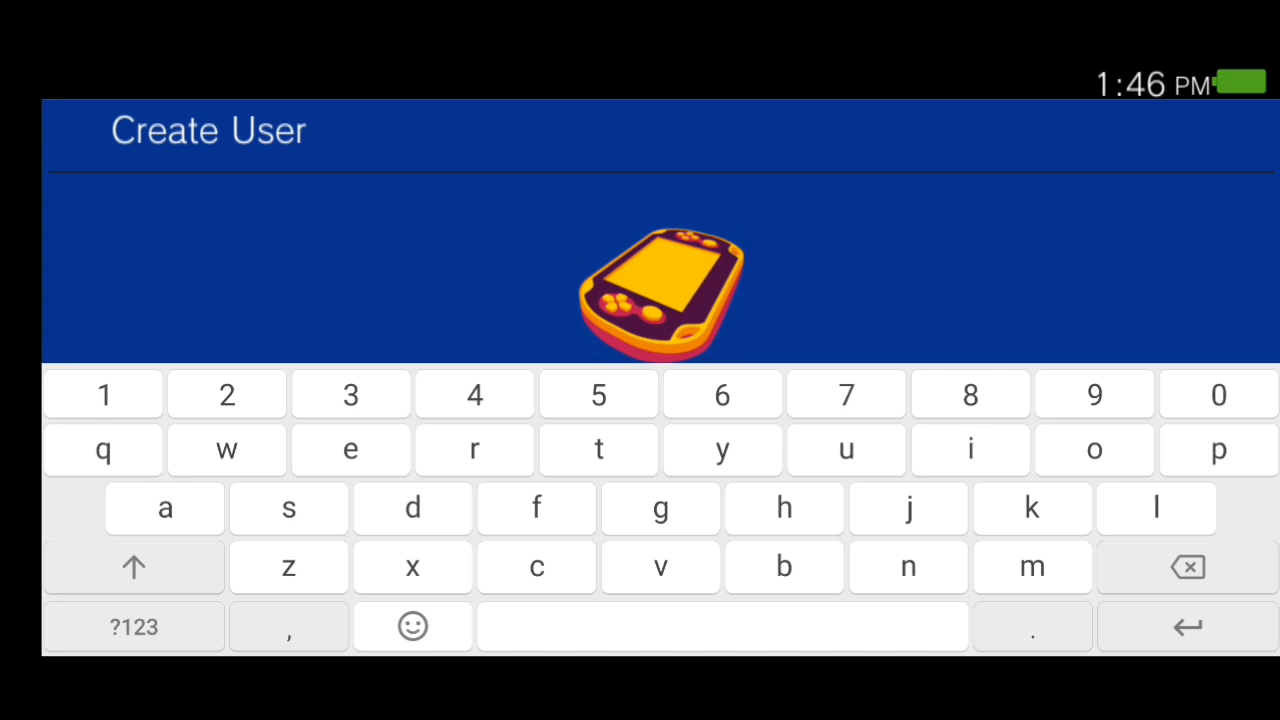 1:46 PM
Create User
1 2 3 4 5 6 7 8 9 0
q w e r t y u i o p
a s d f g h j k l
z x c v b n m
?123 , .